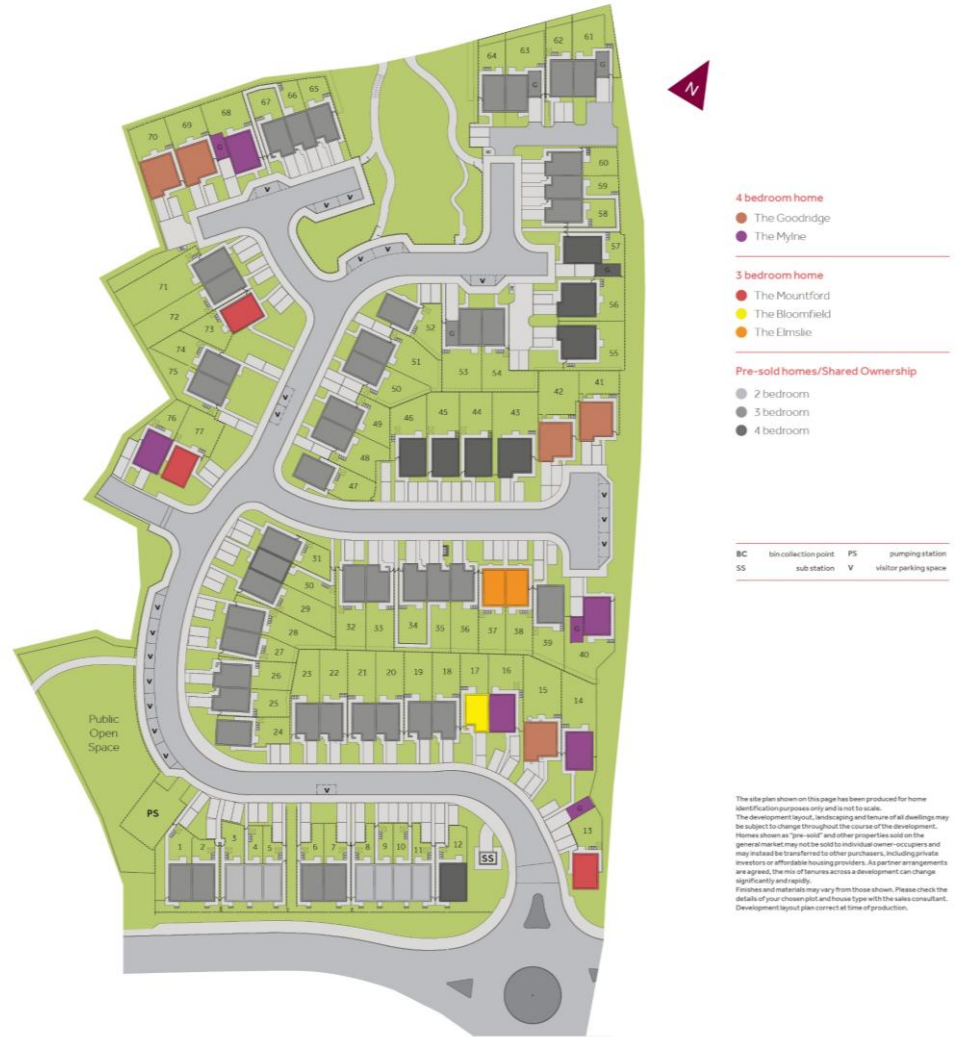 62 61
64 63
N
67 66 65
68
69
70
G
G
G
60
59
58
V
V V
V V
57
G
56
55
V
BC
71
72
73
74
75
52
51
50
49
48
47
G
53 54
42 41
46 45 44 43
V
V
76
77
V
V
V
31
30
29
28
27
26
25
24
32 33 34 35 36 37 38 39 40
G
23 22 21 20 19 18 17 16
15
14
G
13
V
V
V
V
V
V
V
Public
Open
Space
PS
V
1 2 3 4 5 6 7 8 9 10 11 12
SS
4 bedroom home
The Goodridge
The Mylne
3 bedroom home
The Mountford
The Bloomfield
The Elmslie
Pre-sold homes/Shared Ownership
2 bedroom
3 bedroom
4 bedroom
BC bin collection point PS pumping station
SS sub station V visitor parking space
The site plan shown on this page has been produced for home
identification purposes only and is not to scale.
The development layout, landscaping and tenure of all dwellings may
be subject to change throughout the course of the development.
Homes shown as "pre-sold" and other properties sold on the
general market may not be sold to individual owner-occupiers and
may instead be transferred to other purchasers, including private
investors or affordable housing providers. As partner arrangements
are agreed, the mix of tenures across a development can change
significantly and rapidly.
Finishes and materials may vary from those shown. Please check the
details of your chosen plot and house type with the sales consultant.
Development layout plan correct at time of production.